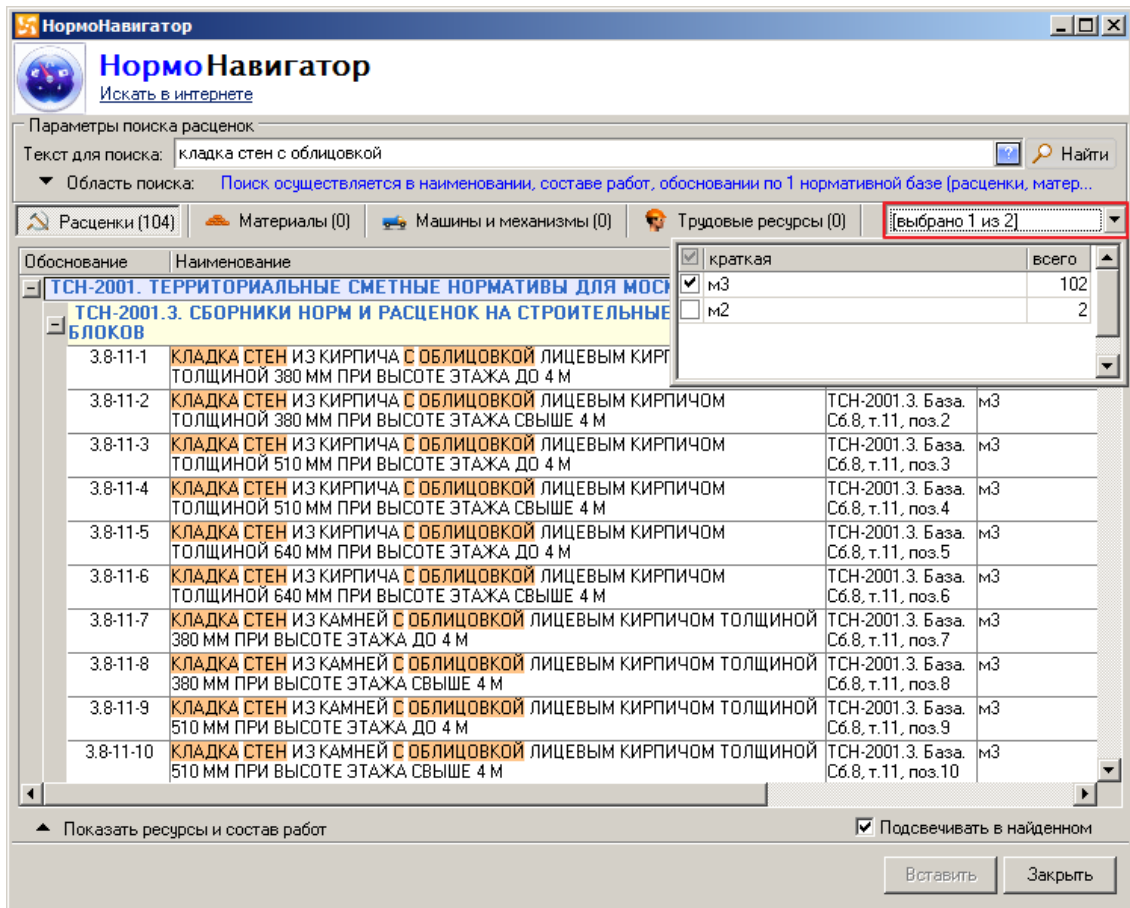 НормоНавигатор
НормоНавигатор
Искать в интернете
Параметры поиска расценок
Текст для поиска: кладка стен с облицовкой ? Найти
Область поиска: Поиск осуществляется в наименовании, составе работ, обосновании по 1 нормативной базе (расценки, матер...
Расценки (104) Материалы (0) Машины и механизмы (0) Трудовые ресурсы (0) [выбрано 1 из 2]
Обоснование Наименование
краткая всего
м3 102
м2 2
ТСН-2001. ТЕРРИТОРИАЛЬНЫЕ СМЕТНЫЕ НОРМАТИВЫ ДЛЯ
ТСН-2001.3. СБОРНИКИ НОРМ И РАСЦЕНОК НА СТРОИТЕЛЬНЫЕ
БЛОКОВ
3.8-11-1 КЛАДКА СТЕН ИЗ КИРПИЧА С ОБЛИЦОВКОЙ ЛИЦЕВЫМ
ТОЛЩИНОЙ 380 ММ ПРИ ВЫСОТЕ ЭТАЖА ДО 4 М
3.8-11-2 КЛАДКА СТЕН ИЗ КИРПИЧА С ОБЛИЦОВКОЙ ЛИЦЕВЫМ КИРПИЧОМ ТСН-2001.3. База. м3
ТОЛЩИНОЙ 380 ММ ПРИ ВЫСОТЕ ЭТАЖА СВЫШЕ 4 М Сб.8, т.11, поз.2
3.8-11-3 КЛАДКА СТЕН ИЗ КИРПИЧА С ОБЛИЦОВКОЙ ЛИЦЕВЫМ КИРПИЧОМ ТСН-2001.3. База. м3
ТОЛЩИНОЙ 510 ММ ПРИ ВЫСОТЕ ЭТАЖА ДО 4 М Сб.8, т.11, поз.3
3.8-11-4 КЛАДКА СТЕН ИЗ КИРПИЧА С ОБЛИЦОВКОЙ ЛИЦЕВЫМ КИРПИЧОМ ТСН-2001.3. База. м3
ТОЛЩИНОЙ 510 ММ ПРИ ВЫСОТЕ ЭТАЖА СВЫШЕ 4 М Сб.8, т.11, поз.4
3.8-11-5 КЛАДКА СТЕН ИЗ КИРПИЧА С ОБЛИЦОВКОЙ ЛИЦЕВЫМ КИРПИЧОМ ТСН-2001.3. База. м3
ТОЛЩИНОЙ 640 ММ ПРИ ВЫСОТЕ ЭТАЖА ДО 4 М Сб.8, т.11, поз.5
3.8-11-6 КЛАДКА СТЕН ИЗ КИРПИЧА С ОБЛИЦОВКОЙ ЛИЦЕВЫМ КИРПИЧОМ ТСН-2001.3. База. м3
ТОЛЩИНОЙ 640 ММ ПРИ ВЫСОТЕ ЭТАЖА СВЫШЕ 4 М Сб.8, т.11, поз.6
3.8-11-7 КЛАДКА СТЕН ИЗ КАМНЕЙ С ОБЛИЦОВКОЙ ЛИЦЕВЫМ КИРПИЧОМ ТОЛЩИНОЙ ТСН-2001.3. База. м3
380 ММ ПРИ ВЫСОТЕ ЭТАЖА ДО 4 М Сб.8, т.11, поз.7
3.8-11-8 КЛАДКА СТЕН ИЗ КАМНЕЙ С ОБЛИЦОВКОЙ ЛИЦЕВЫМ КИРПИЧОМ ТОЛЩИНОЙ ТСН-2001.3. База. м3
380 ММ ПРИ ВЫСОТЕ ЭТАЖА СВЫШЕ 4 М Сб.8, т.11, поз.8
3.8-11-9 КЛАДКА СТЕН ИЗ КАМНЕЙ С ОБЛИЦОВКОЙ ЛИЦЕВЫМ КИРПИЧОМ ТОЛЩИНОЙ ТСН-2001.3. База. м3
510 ММ ПРИ ВЫСОТЕ ЭТАЖА ДО 4 М Сб.8, т.11, поз.9
3.8-11-10 КЛАДКА СТЕН ИЗ КАМНЕЙ С ОБЛИЦОВКОЙ ЛИЦЕВЫМ КИРПИЧОМ ТОЛЩИНОЙ ТСН-2001.3. База. м3
510 ММ ПРИ ВЫСОТЕ ЭТАЖА СВЫШЕ 4 М Сб.8, т.11, поз.10
Показать ресурсы и состав работ Подсвечивать в найденном
Вставить Закрыть